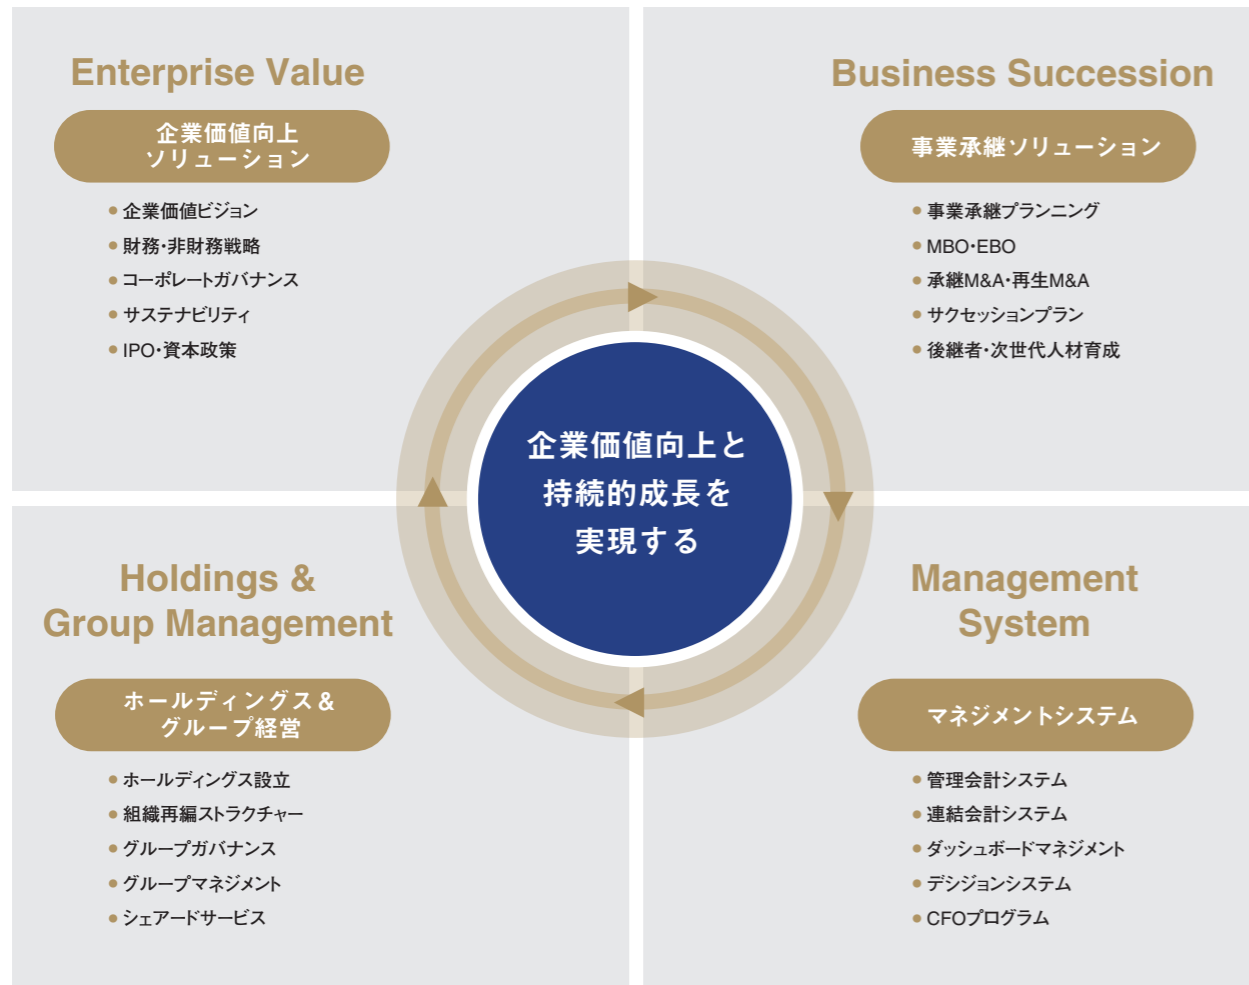 Enterprise Value
企業価値向上
ソリューション
企業価値ビジョン
財務・非財務戦略
コーポレートガバナンス
サステナビリティ
IPO・資本政策
Business Succession
事業承継ソリューション
事業承継プランニング
MBO・EBO
承継M&A・再生M&A
サクセッションプラン
後継者・次世代人材育成
企業価値向上と
持続的成長を
実現する
Holdings &
Group Management
ホールディングス&
グループ経営
ホールディングス設立
組織再編ストラクチャー
グループガバナンス
グループマネジメント
シェアードサービス
Management
System
マネジメントシステム
管理会計システム
連結会計システム
ダッシュボードマネジメント
デシジョンシステム
CFOプログラム